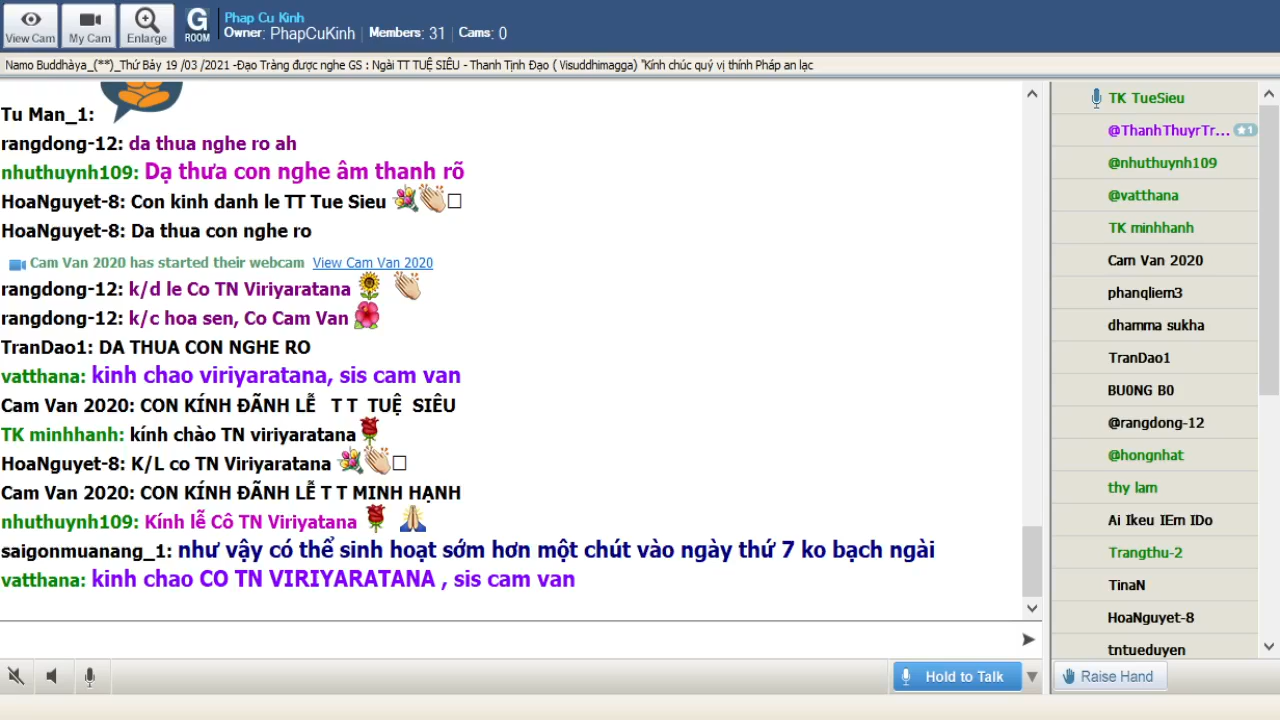 View Cam
My Cam
Enlarge
G
ROOM
Phap Cu Kinh
Owner: PhapCuKinh Members: 31 Cams: 0
Namo Buddhàya_(**)_Thứ Bảy 19 /03 /2021 -Đạo Tràng được nghe GS : Ngài TT TUỆ SIÊU - Thanh Tịnh Đạo ( Visuddhimagga) "Kính chúc quý vị thính Pháp an lạc
Tu Man_1:
rangdong-12: da thua nghe ro ah
nhuthuynh109: Dạ thưa con nghe âm thanh rõ
HoaNguyet-8: Con kinh danh le TT Tue Sieu
HoaNguyet-8: Da thua con nghe ro
Cam Van 2020 has started their webcam View Cam Van 2020
rangdong-12: k/d le Co TN Viriyaratana
rangdong-12: k/c hoa sen, Co Cam Van
TranDao1: DA THUA CON NGHE RO
vatthana: kinh chao viriyaratana, sis cam van
Cam Van 2020: CON KÍNH ĐÃNH LỄ T T TUỆ SIÊU
TK minhhanh: kính chào TN viriyaratana
HoaNguyet-8: K/L co TN Viriyaratana
Cam Van 2020: CON KÍNH ĐÃNH LỄ T T MINH HẠNH
nhuthuynh109: Kính lễ Cô TN Viriyatana
saigonmuanang_1: như vậy có thể sinh hoạt sớm hơn một chút vào ngày thứ 7 ko bạch ngài
vatthana: kinh chao CO TN VIRIYARATANA , sis cam van
Hold to Talk
TK TueSieu
@ThanhThuyrTr... ★1
@nhuthuynh109
@vatthana
TK minhhanh
Cam Van 2020
phanqliem3
dhamma sukha
TranDao1
BU0NG B0
@rangdong-12
@hongnhat
thy lam
Ai Ikeu IEm IDo
Trangthu-2
TinaN
HoaNguyet-8
tntueduyen
Raise Hand